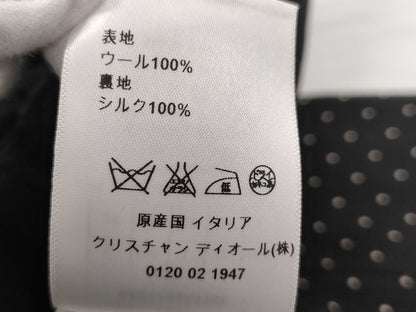 表地
ウール100%
裏地
シルク100%
低
原産国 イタリア
クリスチャン ディオール(株)
0120 02 1947